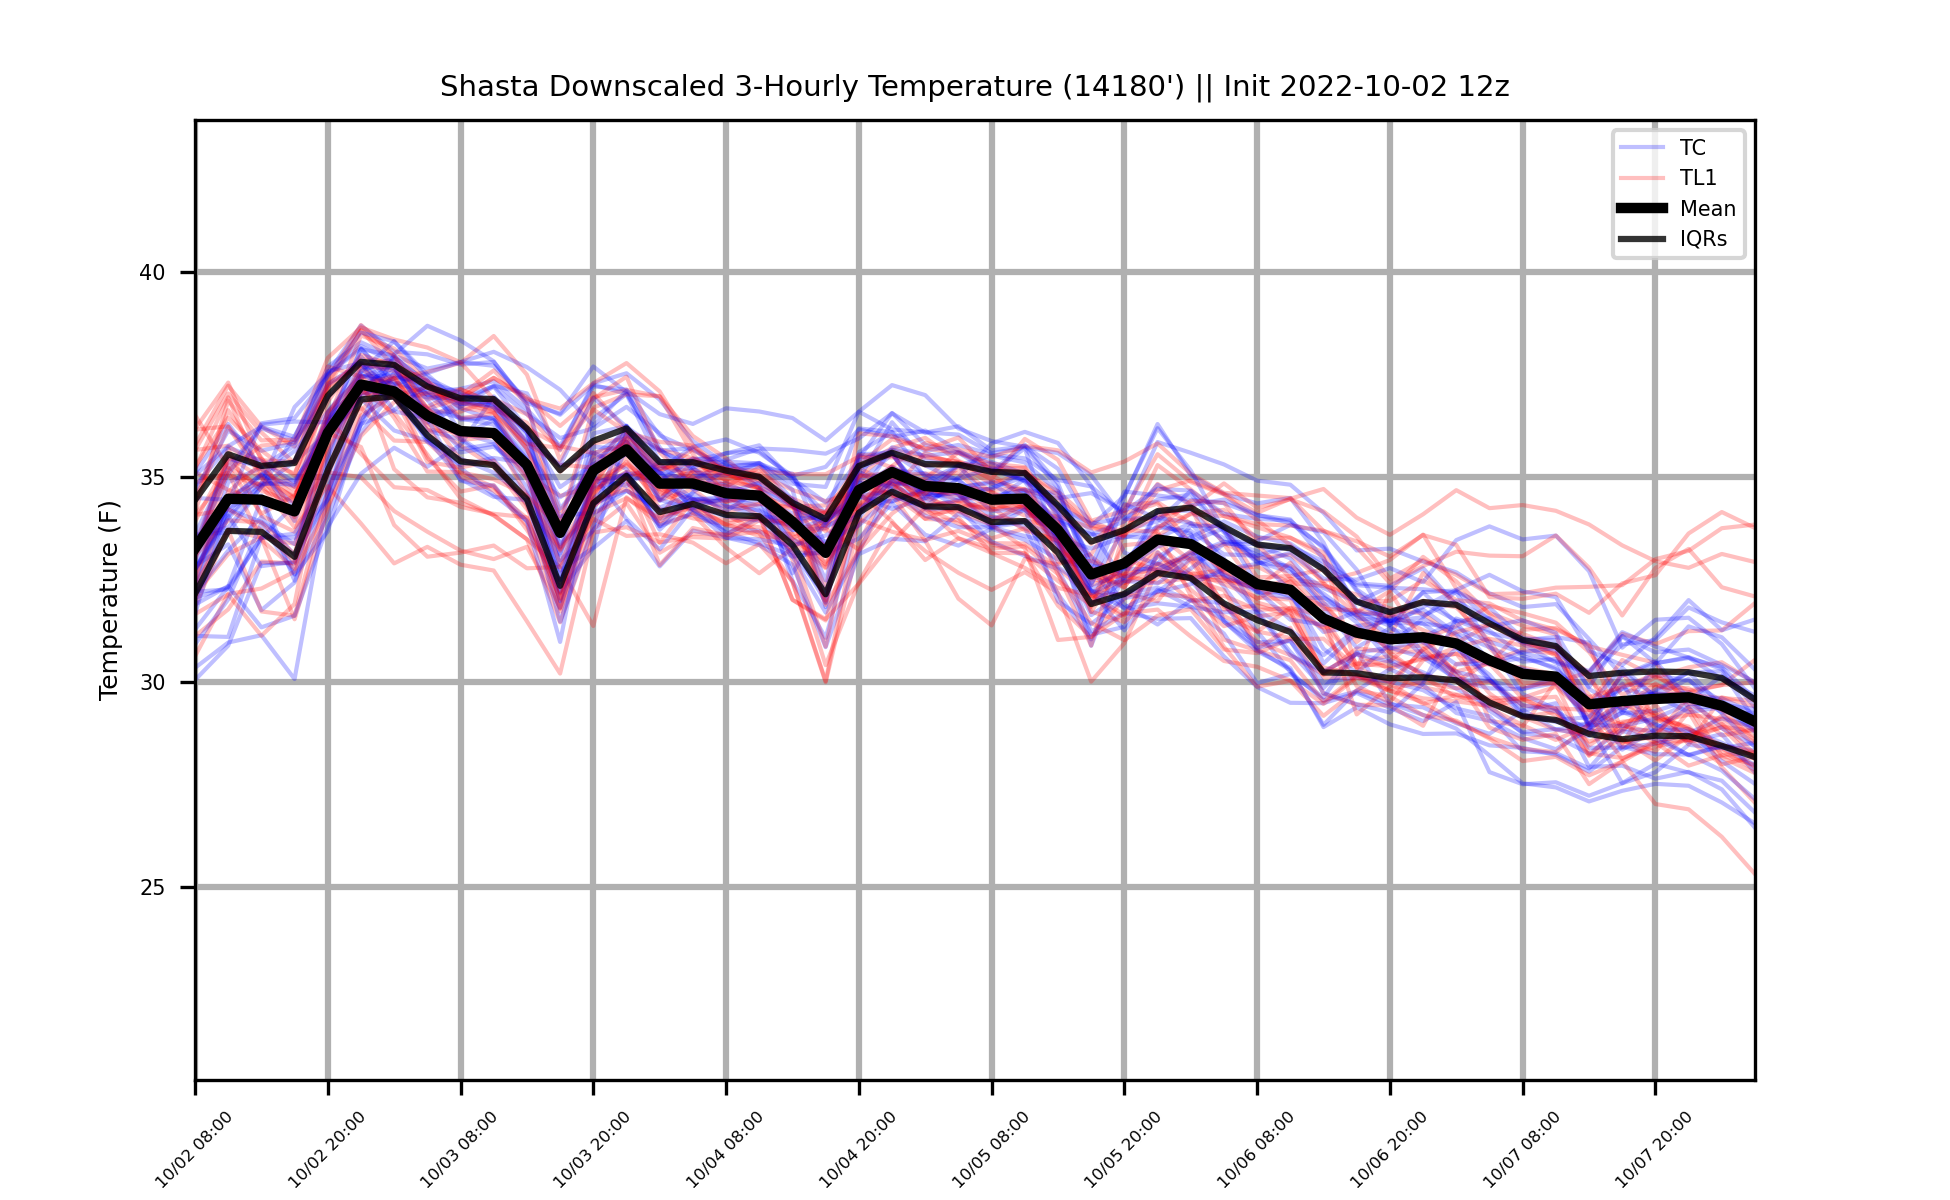 Shasta Downscaled 3-Hourly Temperature (14180') || Init 2022-10-02 12z
TC
TL1
Mean
IQRs
Temperature (F)
40
35
30
25
10/02 08:00
10/02 20:00
10/03 08:00
10/03 20:00
10/04 08:00
10/04 20:00
10/05 08:00
10/05 20:00
10/06 08:00
10/06 20:00
10/07 08:00
10/07 20:00